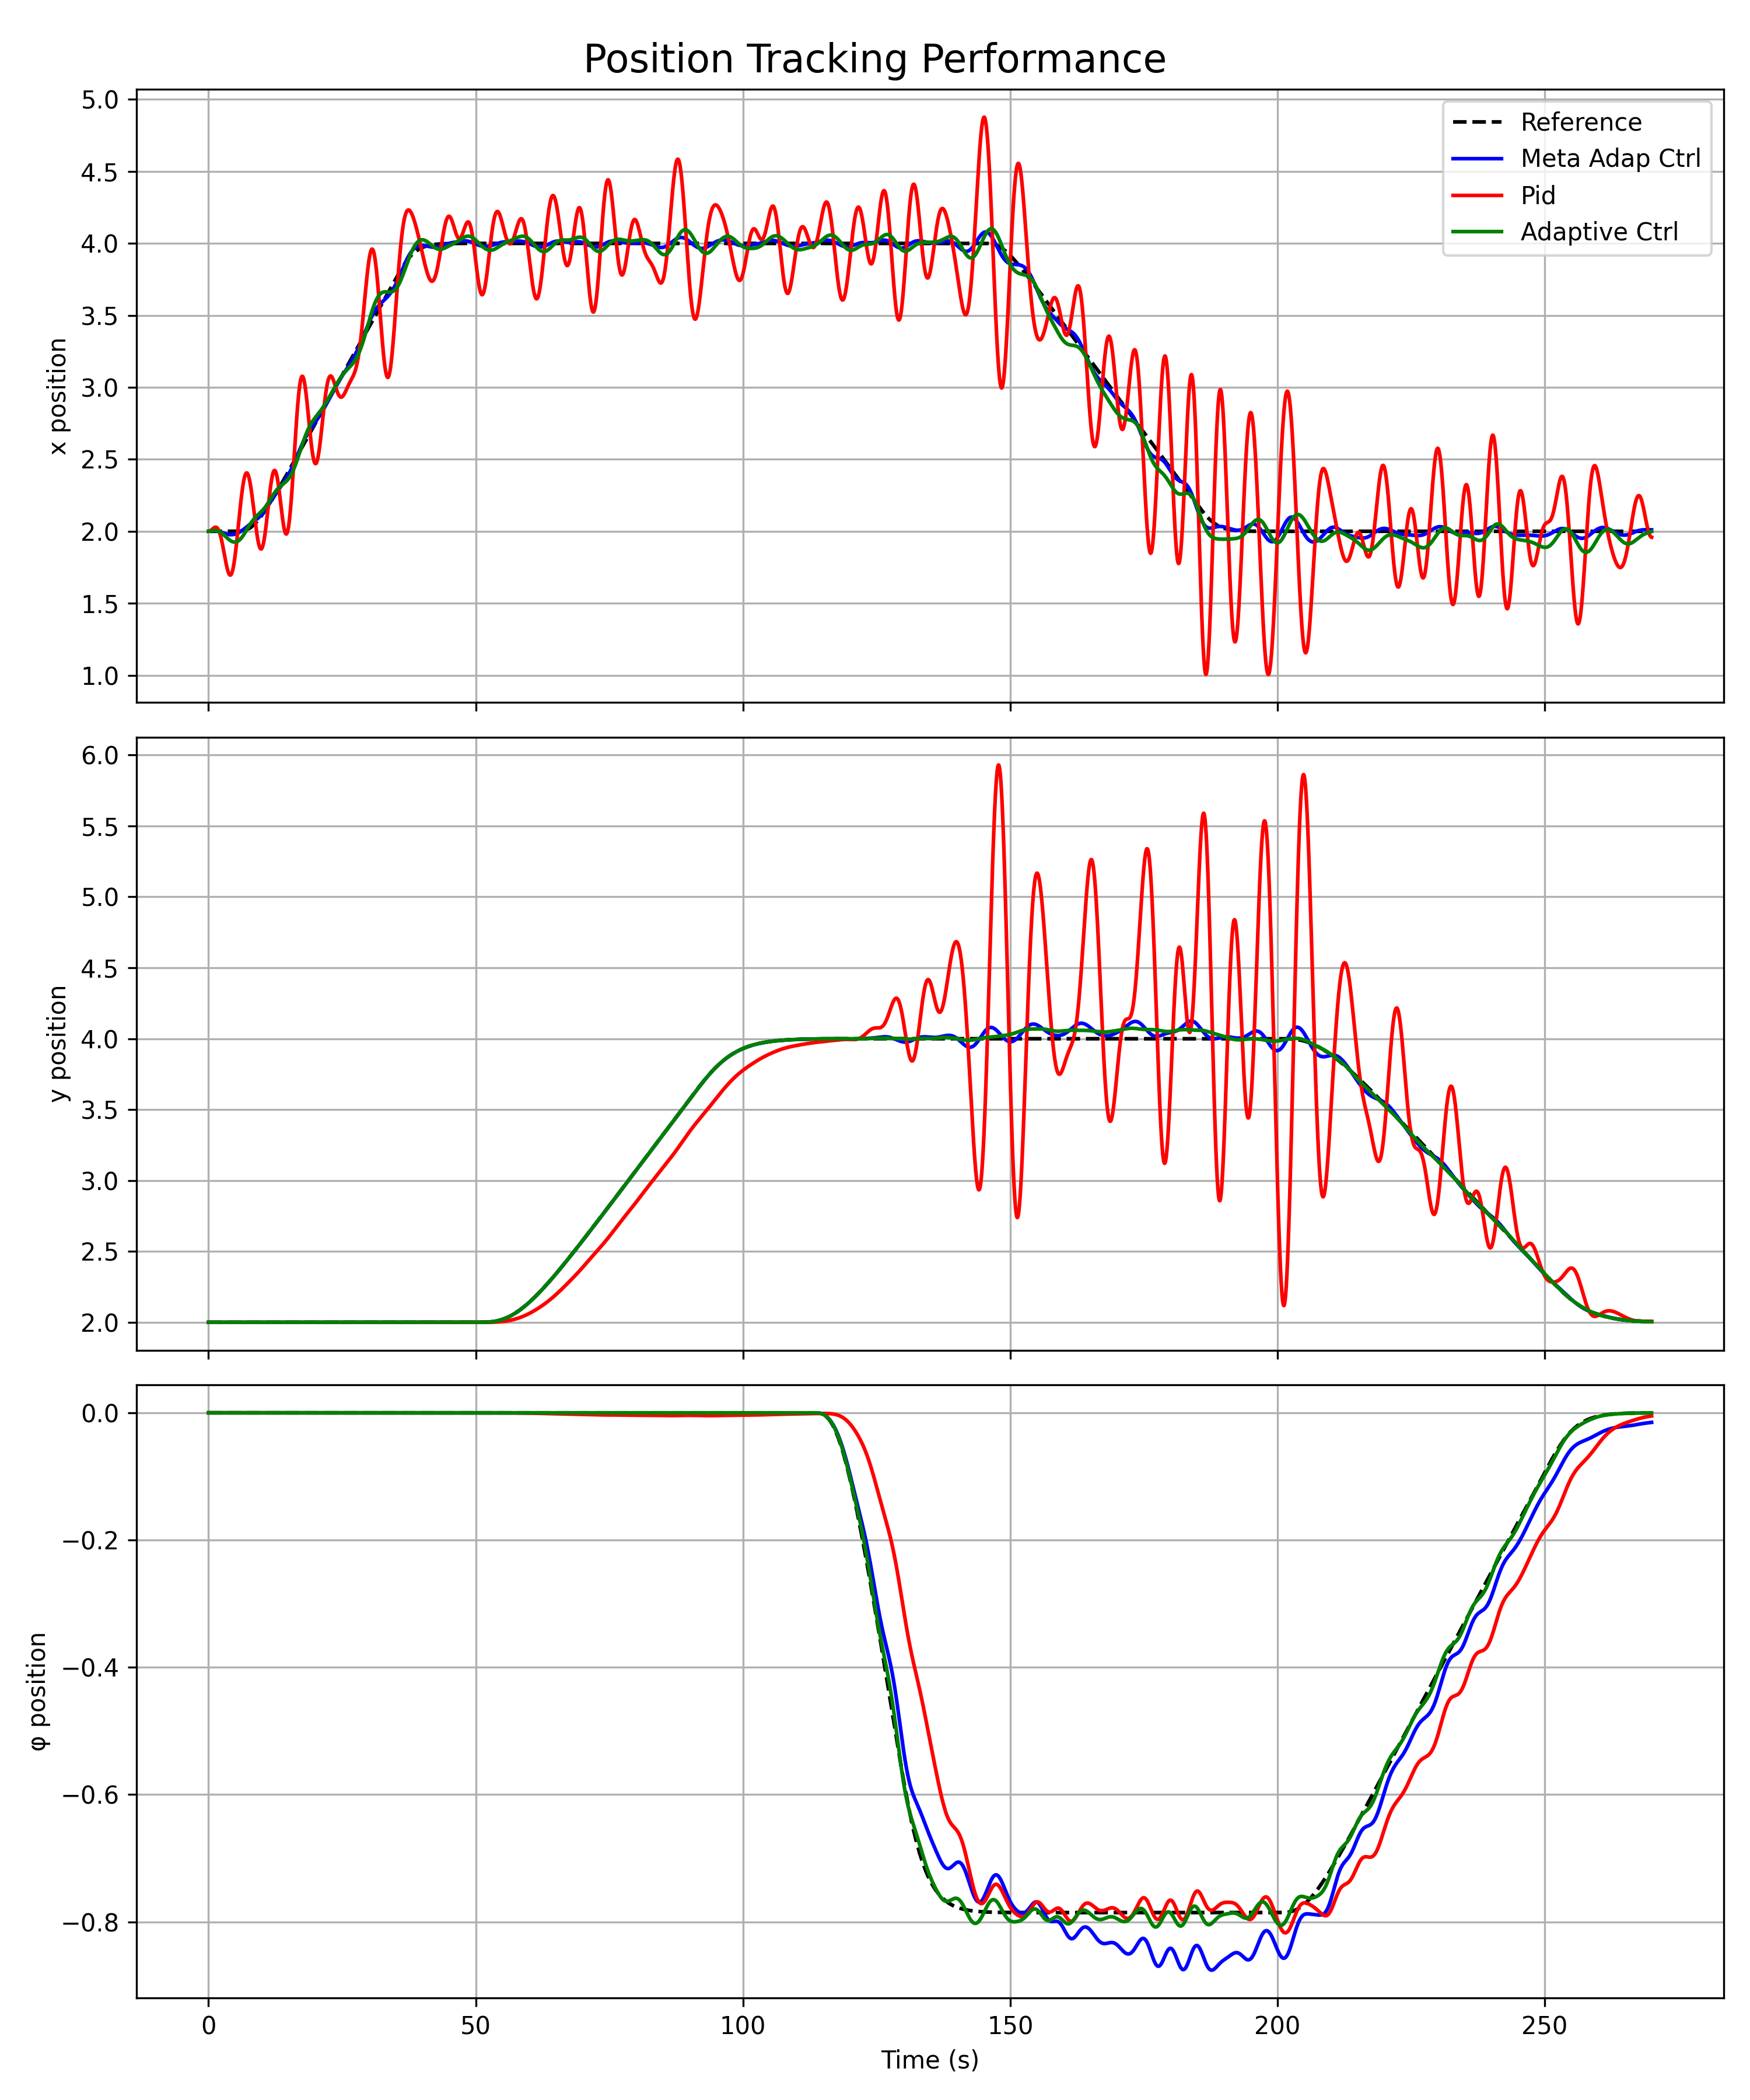 Position Tracking Performance
5.0
4.5
4.0
3.5
3.0
2.5
2.0
1.5
1.0
x position
Reference
Meta Adap Ctrl
Pid
Adaptive Ctrl
6.0
5.5
5.0
4.5
4.0
3.5
3.0
2.5
2.0
y position
0.0
−0.2
−0.4
−0.6
−0.8
φ position
0 50 100 150 200 250
Time (s)